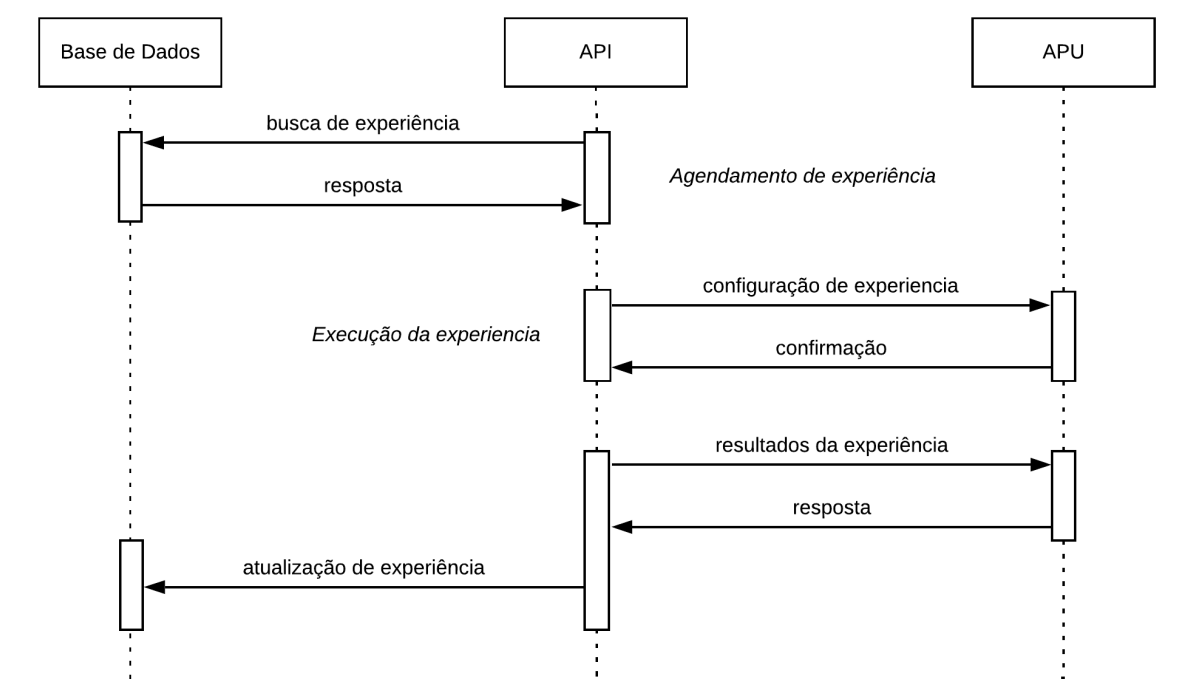 Base de Dados
API
APU
busca de experiência
resposta
Agendamento de experiência
configuração de experiencia
Execução da experiencia
confirmação
resultados da experiência
resposta
atualização de experiência